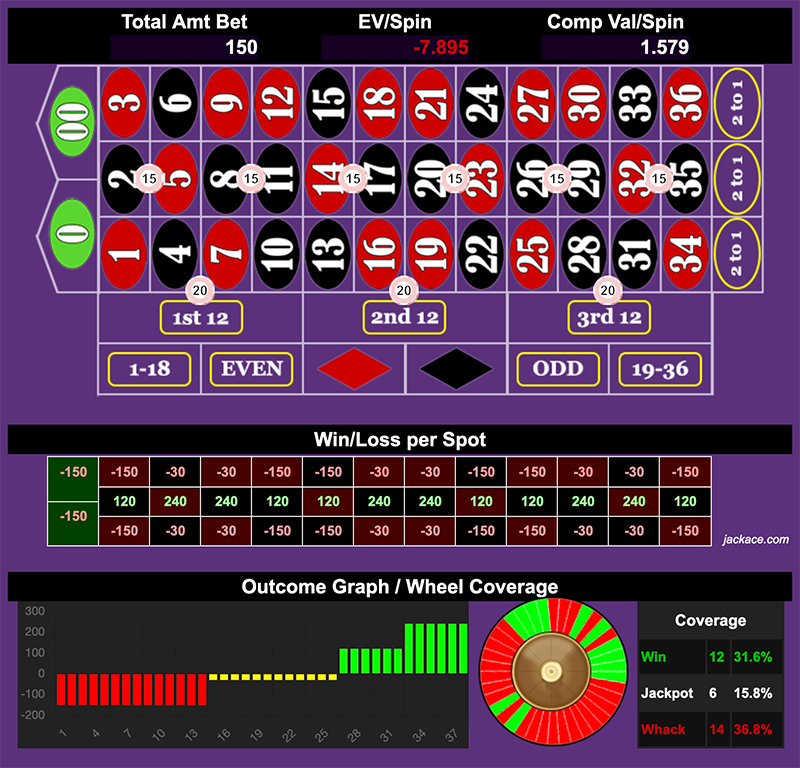 Total Amt Bet EV/Spin Comp Val/Spin
150 -7.895 1.579
00 3 6 9 12 15 18 21 24 27 30 33 36 2 to 1
2 15 5 8 15 11 14 15 17 20 15 23 26 15 29 32 15 35 2 to 1
0 1 4 7 10 13 16 19 22 25 28 31 34 2 to 1
20 20 20
1st 12 2nd 12 3rd 12
1-18 EVEN ODD 19-36
Win/Loss per Spot
-150 -150 -30 -30 -150 -150 -30 -30 -150 -150 -30 -30 -150
120 240 240 120 120 240 240 120 120 240 240 120
-150 -150 -30 -30 -150 -150 -30 -30 -150 -150 -30 -30 -150
jackace.com
Outcome Graph / Wheel Coverage
300
200
100
0
-100
-200
1 4 7 10 13 16 19 22 25 28 31 34 37
Coverage
Win 12 31.6%
Jackpot 6 15.8%
Whack 14 36.8%